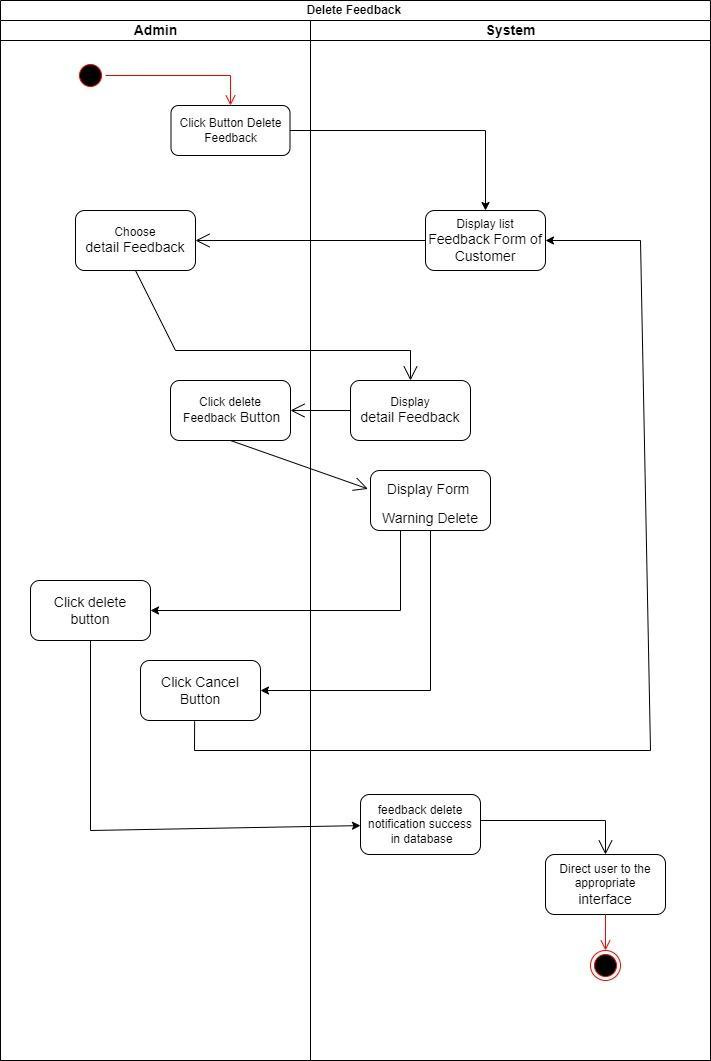 Delete Feedback
Admin
System
Click Button Delete
Feedback
Display list
Feedback Form of
Customer
Choose
detail Feedback
Click delete
Feedback Button
Display
detail Feedback
Display Form
Warning Delete
Click delete
button
Click Cancel
Button
feedback delete
notification success
in database
Direct user to the
appropriate
interface